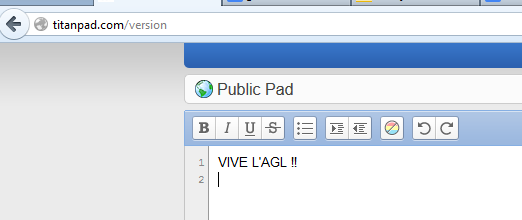 titanpad.com/version
Public Pad
B I U S
1 VIVE L'AGL !!
2